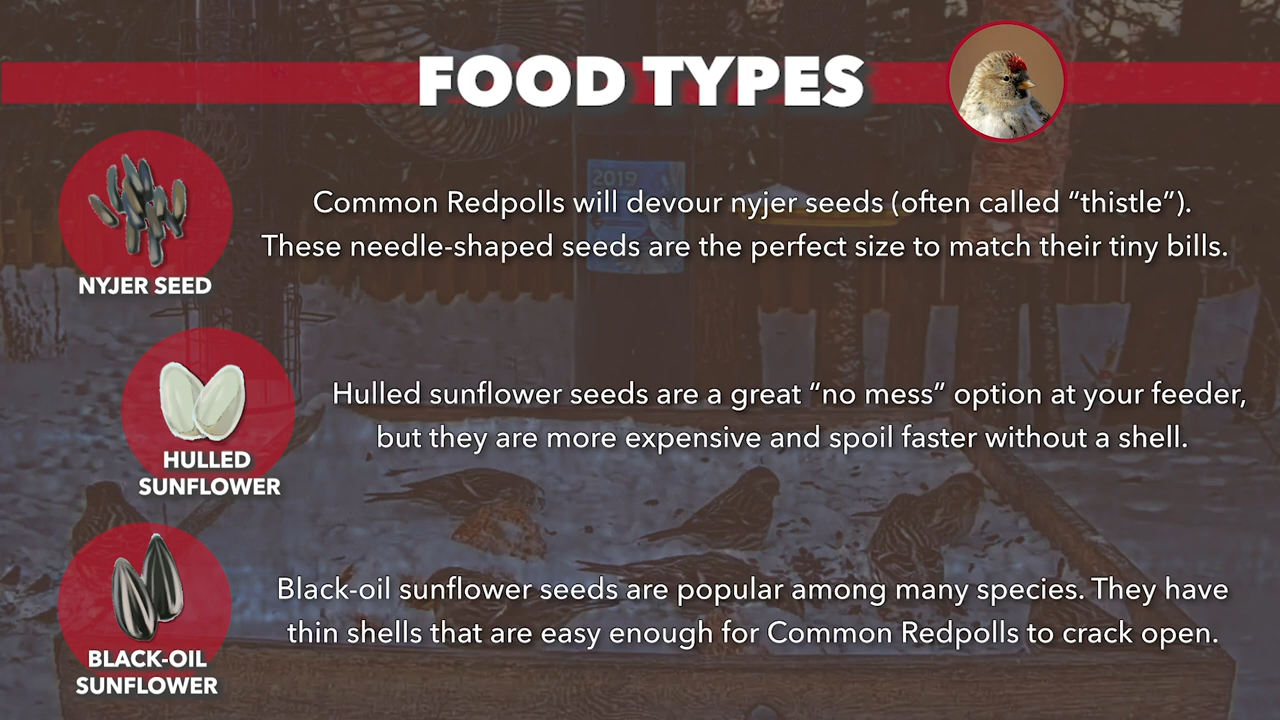 FOOD TYPES
2019
Common Redpolls will devour nyjer seeds (often called “thistle”).
These needle-shaped seeds are the perfect size to match their tiny bills.
NYJER SEED
Hulled sunflower seeds are a great “no mess” option at your feeder,
but they are more expensive and spoil faster without a shell.
HULLED
SUNFLOWER
Black-oil sunflower seeds are popular among many species. They have
thin shells that are easy enough for Common Redpolls to crack open.
BLACK-OIL
SUNFLOWER